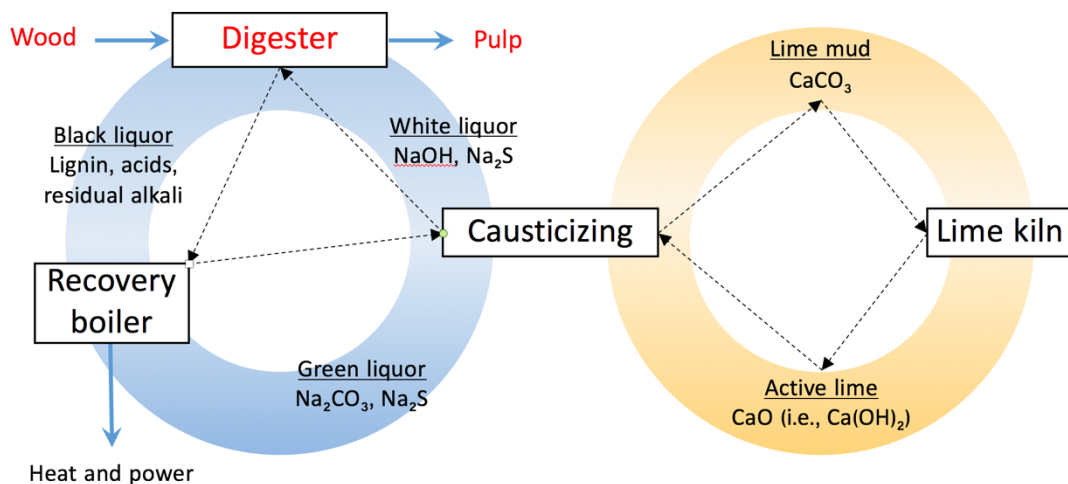 Wood
Digester
Pulp
Black liquor
Lignin, acids,
residual alkali
White liquor
NaOH, Na₂S
Recovery
boiler
Green liquor
Na₂CO₃, Na₂S
Heat and power
Causticizing
Lime mud
CaCO₃
Lime kiln
Active lime
CaO (i.e., Ca(OH)₂)